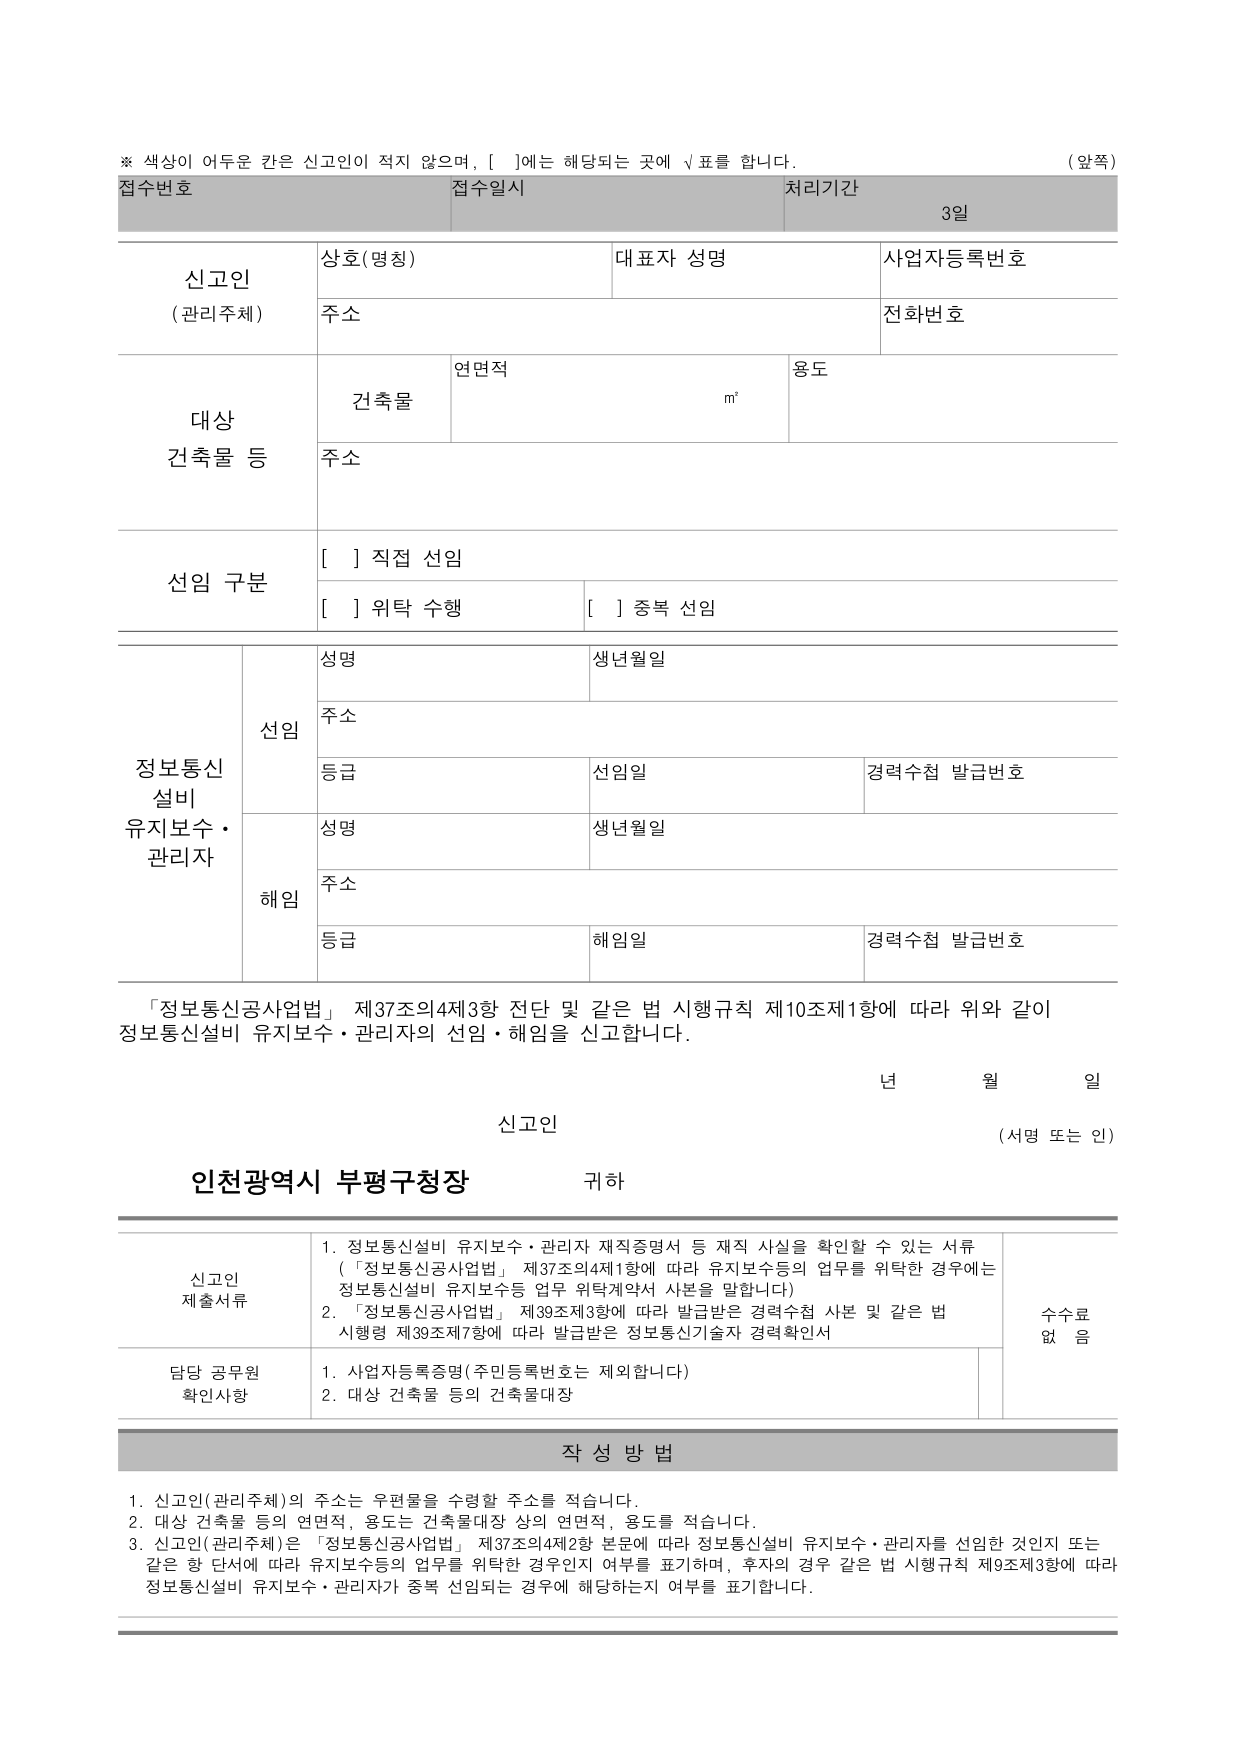 ※ 색상이 어두운 칸은 신고인이 적지 않으며, [  ]에는 해당되는 곳에 √표를 합니다. (앞쪽)
접수번호 접수일시 처리기간
3일
상호(명칭) 대표자 성명 사업자등록번호
신고인
(관리주체)
주소 전화번호
연면적 용도
건축물 ㎡
대상
건축물 등
주소
선임 구분
[  ] 직접 선임
[  ] 위탁 수행 [  ] 중복 선임
정보통신
설비
유지보수・
관리자
선임
성명 생년월일
주소
등급 선임일 경력수첩 발급번호
해임
성명 생년월일
주소
등급 해임일 경력수첩 발급번호
「정보통신공사업법」 제37조의4제3항 전단 및 같은 법 시행규칙 제10조제1항에 따라 위와 같이
정보통신설비 유지보수・관리자의 선임・해임을 신고합니다.
년 월 일
신고인
(서명 또는 인)
인천광역시 부평구청장 귀하
신고인
제출서류
1. 정보통신설비 유지보수・관리자 재직증명서 등 재직 사실을 확인할 수 있는 서류
(「정보통신공사업법」 제37조의4제1항에 따라 유지보수등의 업무를 위탁한 경우에는
정보통신설비 유지보수등 업무 위탁계약서 사본을 말합니다)
2. 「정보통신공사업법」 제39조제3항에 따라 발급받은 경력수첩 사본 및 같은 법
시행령 제39조제7항에 따라 발급받은 정보통신기술자 경력확인서
수수료
없 음
담당 공무원
확인사항
1. 사업자등록증명(주민등록번호는 제외합니다)
2. 대상 건축물 등의 건축물대장
작 성 방 법
1. 신고인(관리주체)의 주소는 우편물을 수령할 주소를 적습니다.
2. 대상 건축물 등의 연면적, 용도는 건축물대장 상의 연면적, 용도를 적습니다.
3. 신고인(관리주체)은 「정보통신공사업법」 제37조의4제2항 본문에 따라 정보통신설비 유지보수・관리자를 선임한 것인지 또는
같은 항 단서에 따라 유지보수등의 업무를 위탁한 경우인지 여부를 표기하며, 후자의 경우 같은 법 시행규칙 제9조제3항에 따라
정보통신설비 유지보수・관리자가 중복 선임되는 경우에 해당하는지 여부를 표기합니다.